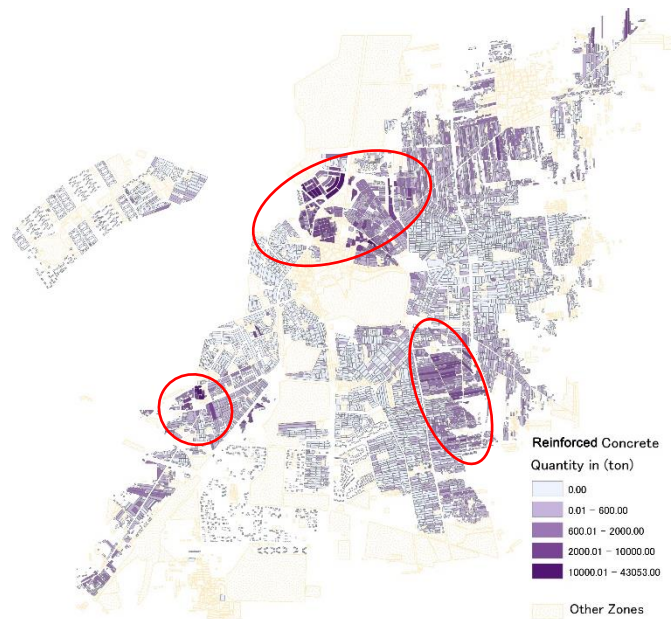 Reinforced Concrete
Quantity in (ton)
0.00
0.01 - 600.00
600.01 - 2000.00
2000.01 - 10000.00
10000.01 - 43053.00
Other Zones